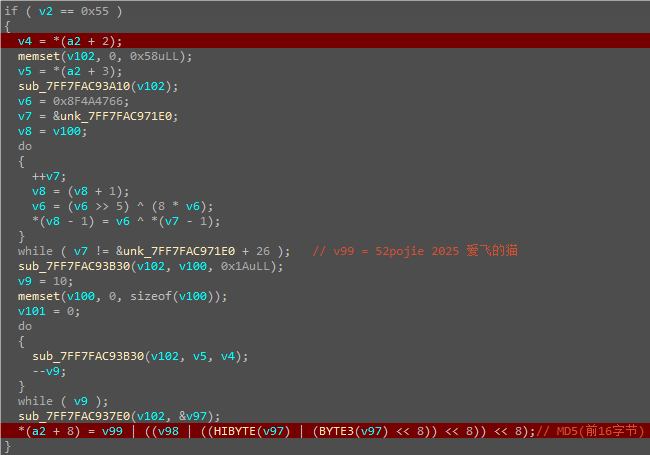 if ( v2 == 0x55 )
{
v4 = *(a2 + 2);
memset(v102, 0, 0x58uLL);
v5 = *(a2 + 3);
sub_7FF7FAC93A10(v102);
v6 = 0x8F4A4766;
v7 = &unk_7FF7FAC971E0;
v8 = v100;
do
{
++v7;
v8 = (v8 + 1);
v6 = (v6 >> 5) ^ (8 * v6);
*(v8 - 1) = v6 ^ *(v7 - 1);
}
while ( v7 != &unk_7FF7FAC971E0 + 26 ); // v99 = 52pojie 2025 爱飞的猫
sub_7FF7FAC93B30(v102, v100, 0x1AuLL);
v9 = 10;
memset(v100, 0, sizeof(v100));
v101 = 0;
do
{
sub_7FF7FAC93B30(v102, v5, v4);
--v9;
}
while ( v9 );
sub_7FF7FAC937E0(v102, &v97);
*(a2 + 8) = v99 | ((v98 | ((HIBYTE(v97) | (BYTE3(v97) << 8)) << 8)) << 8);// MD5(前16字节)
}